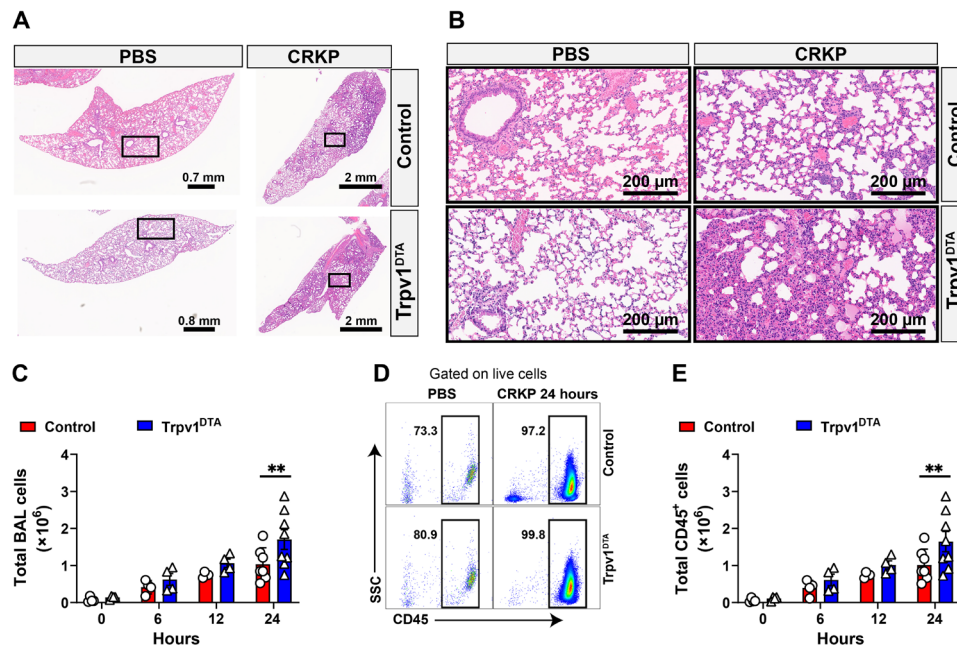 A
PBS
CRKP
Control
0.7 mm
2 mm
Trpv1DTA
0.8 mm
2 mm
B
PBS
CRKP
Control
200 µm
200 µm
Trpv1DTA
200 µm
200 µm
C
Control
Trpv1DTA
Total BAL cells
(×10⁶)
4
3
2
1
0
**
0
6
12
24
Hours
D
Gated on live cells
PBS
CRKP 24 hours
73.3
97.2
Control
80.9
99.8
Trpv1DTA
SSC
CD45
E
Control
Trpv1DTA
Total CD45⁺ cells
(×10⁶)
4
3
2
1
0
**
0
6
12
24
Hours